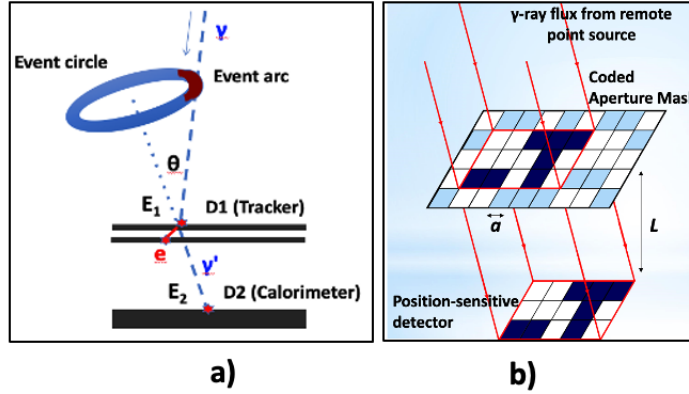 γ
Event circle
Event arc
θ
E1
D1 (Tracker)
e
γ'
E2
D2 (Calorimeter)
a)
γ-ray flux from remote
point source
Coded
Aperture Mask
a
L
Position-sensitive
detector
b)